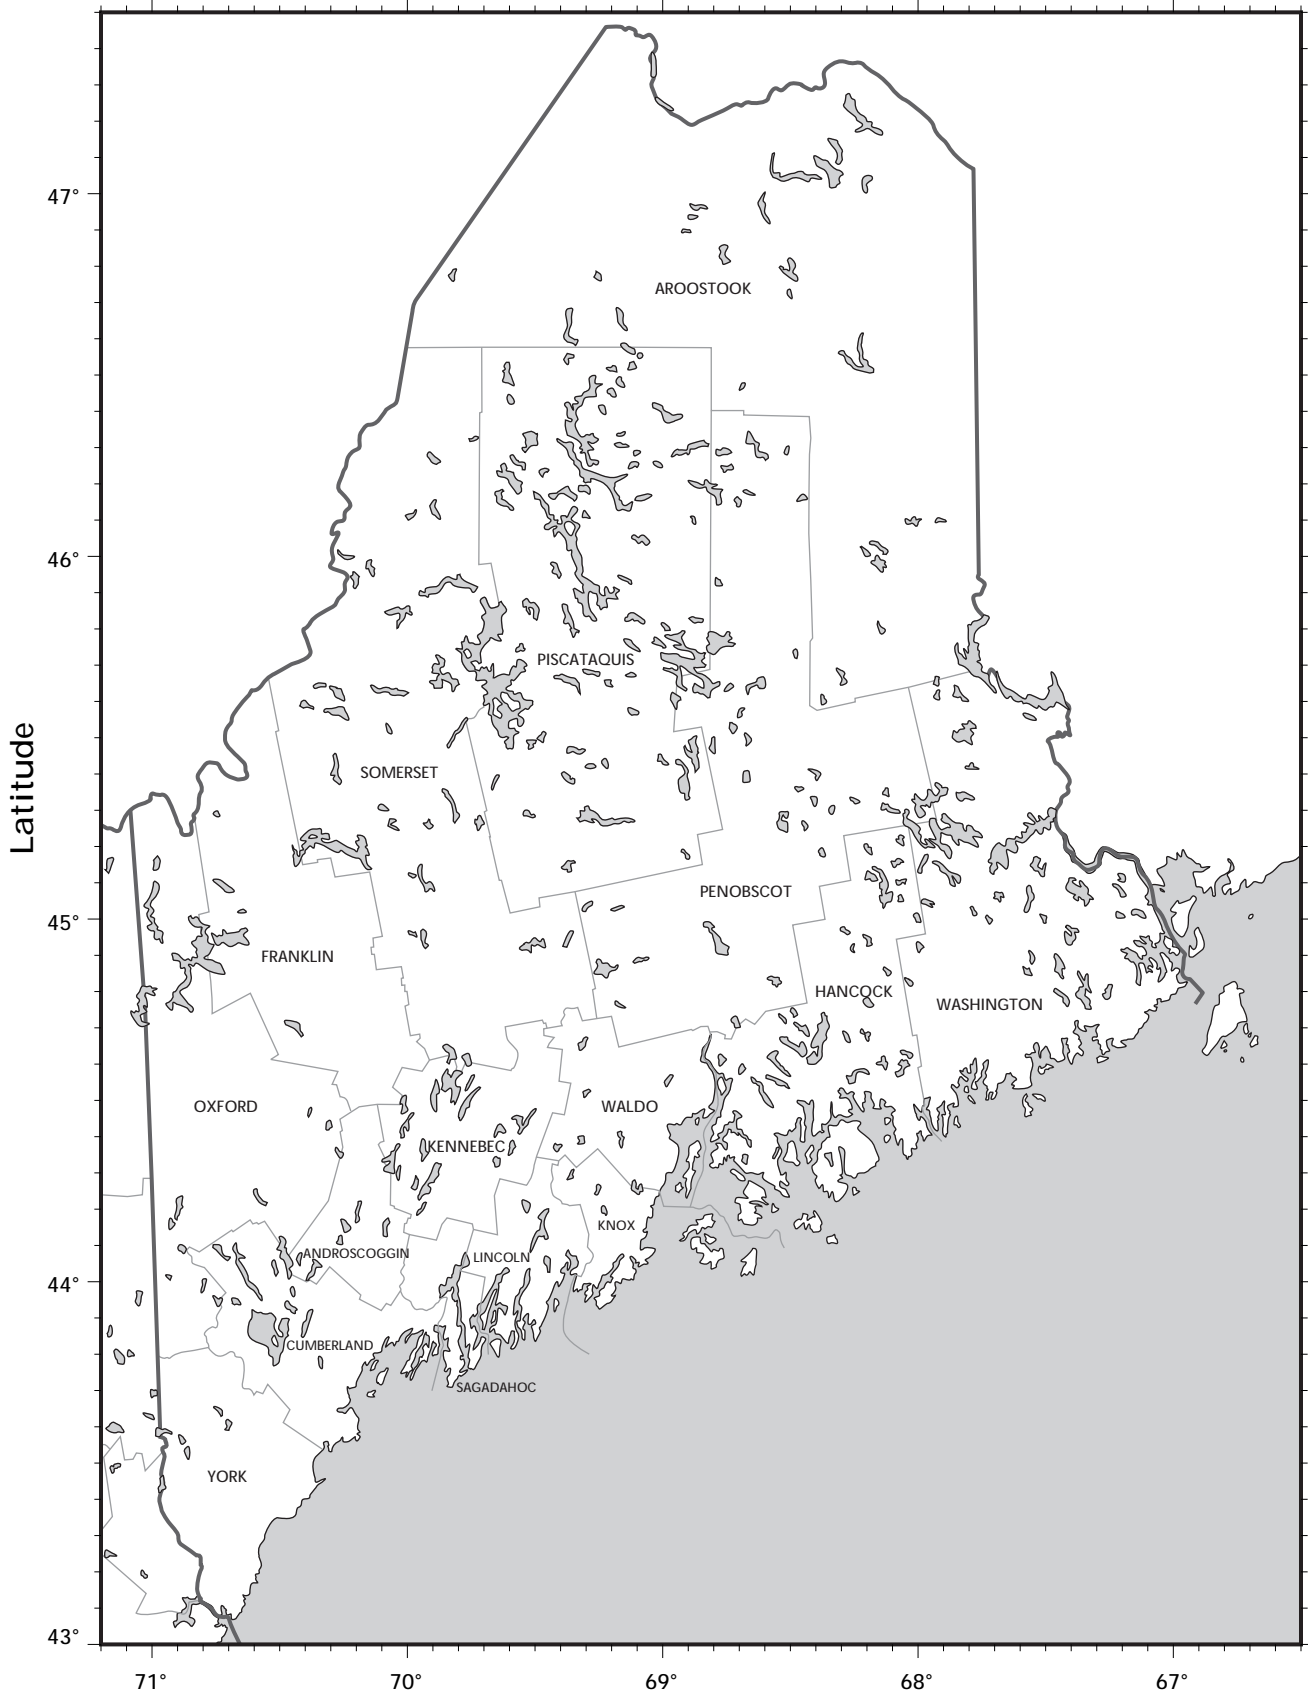 47°
AROOSTOOK
46°
PISCATAQUIS
Latitude
SOMERSET
PENOBSCOT
45°
FRANKLIN
HANCOCK
WASHINGTON
OXFORD
WALDO
KENNEBEC
KNOX
ANDROSCOGGIN
LINCOLN
44°
CUMBERLAND
SAGADAHOC
YORK
43°
71° 70° 69° 68° 67°